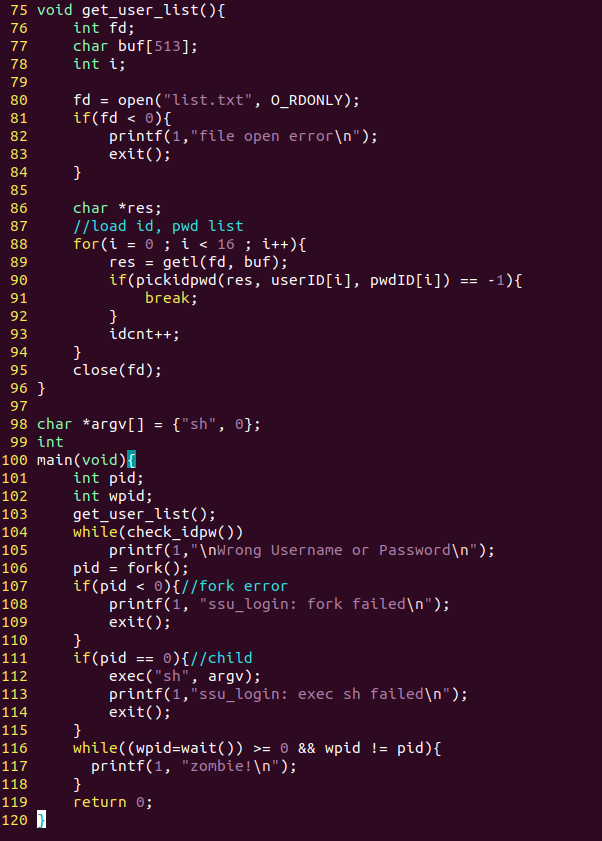 75 void get_user_list(){
76     int fd;
77     char buf[513];
78     int i;
79
80     fd = open("list.txt", O_RDONLY);
81     if(fd < 0){
82         printf(1,"file open error\n");
83         exit();
84     }
85
86     char *res;
87     //load id, pwd list
88     for(i = 0 ; i < 16 ; i++){
89         res = getl(fd, buf);
90         if(pickidpwd(res, userID[i], pwdID[i]) == -1){
91             break;
92         }
93         idcnt++;
94     }
95     close(fd);
96 }
97
98 char *argv[] = {"sh", 0};
99 int
100 main(void){
101     int pid;
102     int wpid;
103     get_user_list();
104     while(check_idpw())
105         printf(1,"\nWrong Username or Password\n");
106     pid = fork();
107     if(pid < 0){//fork error
108         printf(1, "ssu_login: fork failed\n");
109         exit();
110     }
111     if(pid == 0){//child
112         exec("sh", argv);
113         printf(1,"ssu_login: exec sh failed\n");
114         exit();
115     }
116     while((wpid=wait()) >= 0 && wpid != pid){
117       printf(1, "zombie!\n");
118     }
119     return 0;
120 }